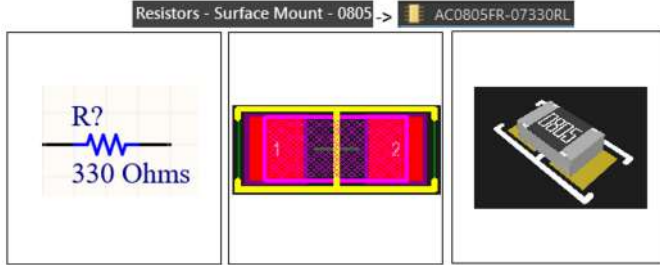 Resistors - Surface Mount - 0805 -> AC0805FR-07330RL
R?
330 Ohms
1 2
0805